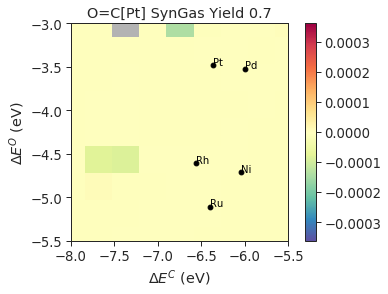 O=C[Pt] SynGas Yield 0.7
−3.0
−3.5
−4.0
−4.5
−5.0
−5.5
ΔE^O (eV)
Pt
Pd
Rh
Ni
Ru
−8.0 −7.5 −7.0 −6.5 −6.0 −5.5
ΔE^C (eV)
0.0003
0.0002
0.0001
0.0000
−0.0001
−0.0002
−0.0003